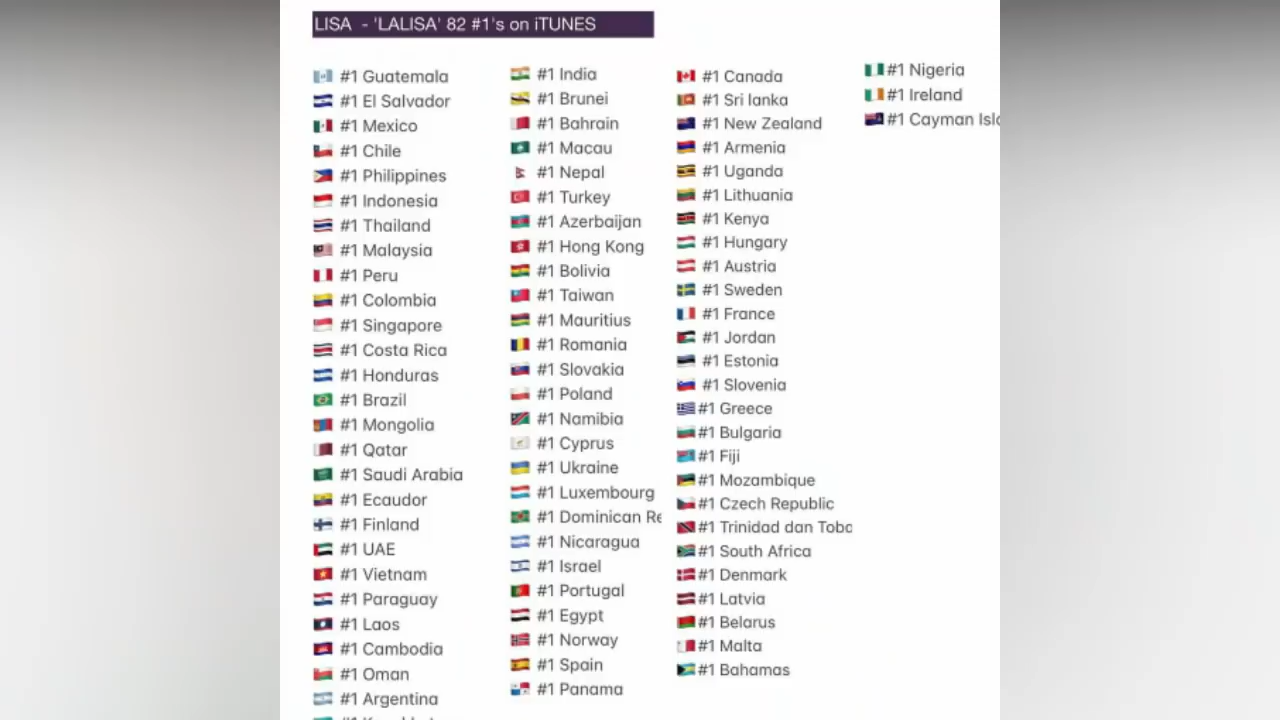 LISA - 'LALISA' 82 #1's on iTUNES
#1 Guatemala
#1 El Salvador
#1 Mexico
#1 Chile
#1 Philippines
#1 Indonesia
#1 Thailand
#1 Malaysia
#1 Peru
#1 Colombia
#1 Singapore
#1 Costa Rica
#1 Honduras
#1 Brazil
#1 Mongolia
#1 Qatar
#1 Saudi Arabia
#1 Ecaudor
#1 Finland
#1 UAE
#1 Vietnam
#1 Paraguay
#1 Laos
#1 Cambodia
#1 Oman
#1 Argentina
#1 India
#1 Brunei
#1 Bahrain
#1 Macau
#1 Nepal
#1 Turkey
#1 Azerbaijan
#1 Hong Kong
#1 Bolivia
#1 Taiwan
#1 Mauritius
#1 Romania
#1 Slovakia
#1 Poland
#1 Namibia
#1 Cyprus
#1 Ukraine
#1 Luxembourg
#1 Dominican Re
#1 Nicaragua
#1 Israel
#1 Portugal
#1 Egypt
#1 Norway
#1 Spain
#1 Panama
#1 Canada
#1 Sri lanka
#1 New Zealand
#1 Armenia
#1 Uganda
#1 Lithuania
#1 Kenya
#1 Hungary
#1 Austria
#1 Sweden
#1 France
#1 Jordan
#1 Estonia
#1 Slovenia
#1 Greece
#1 Bulgaria
#1 Fiji
#1 Mozambique
#1 Czech Republic
#1 Trinidad dan Tobo
#1 South Africa
#1 Denmark
#1 Latvia
#1 Belarus
#1 Malta
#1 Bahamas
#1 Nigeria
#1 Ireland
#1 Cayman Isl